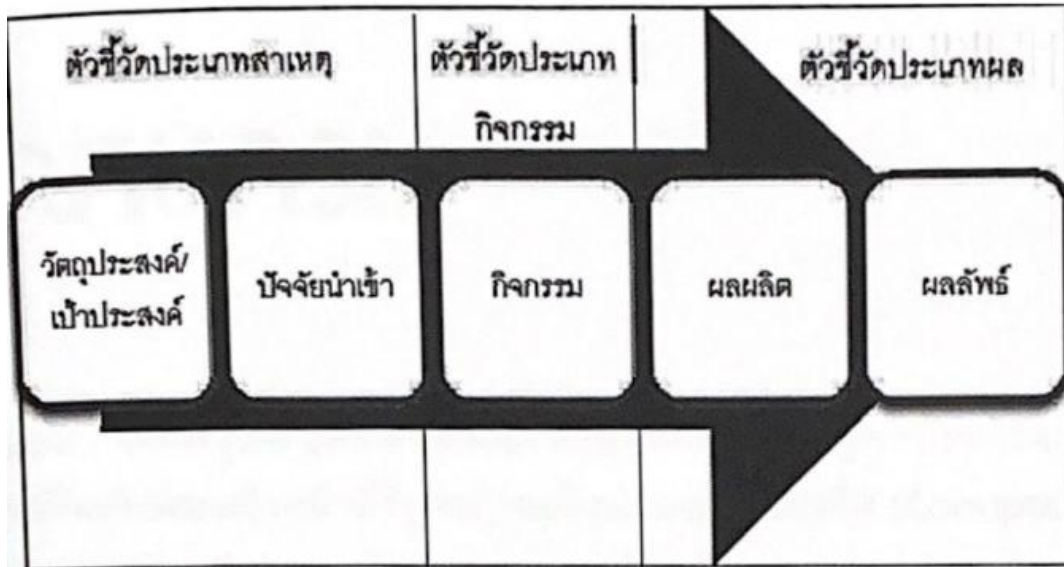 ตัวชี้วัดประเภทสาเหตุ
ตัวชี้วัดประเภท
กิจกรรม
ตัวชี้วัดประเภทผล
วัตถุประสงค์/
เป้าประสงค์
ปัจจัยนำเข้า
กิจกรรม
ผลผลิต
ผลลัพธ์